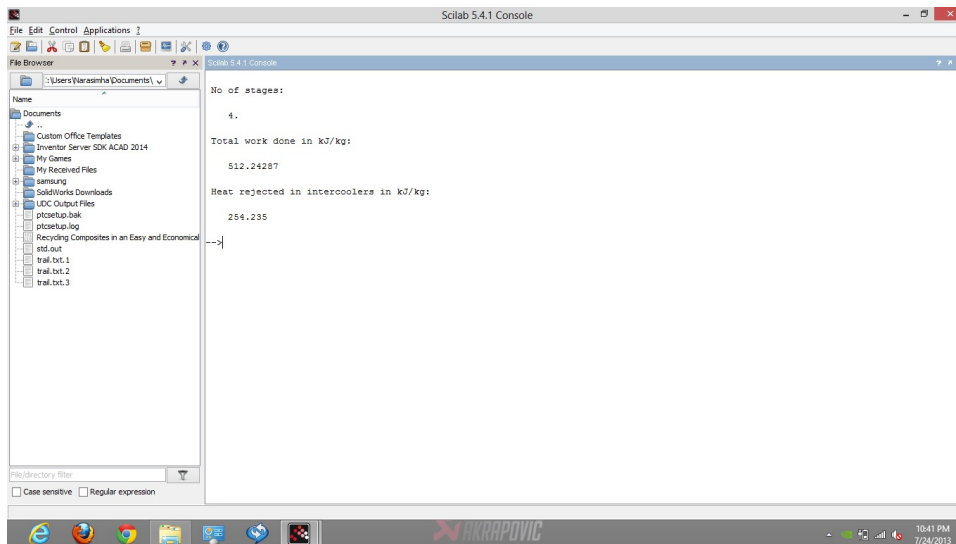 Scilab 5.4.1 Console
File Edit Control Applications ?
File Browser
Scilab 5.4.1 Console
:\Users\Narasimha\Documents\
Name
Documents
..
Custom Office Templates
Inventor Server SDK ACAD 2014
My Games
My Received Files
samsung
SolidWorks Downloads
UDC Output Files
ptcsetup.bak
ptcsetup.log
Recycling Composites in an Easy and Economical
std.out
trail.txt.1
trail.txt.2
trail.txt.3
No of stages:
4.
Total work done in kJ/kg:
512.24287
Heat rejected in intercoolers in kJ/kg:
254.235
-->
File/directory filter
Case sensitive Regular expression
AKRAPOVIC
10:41 PM
7/24/2013